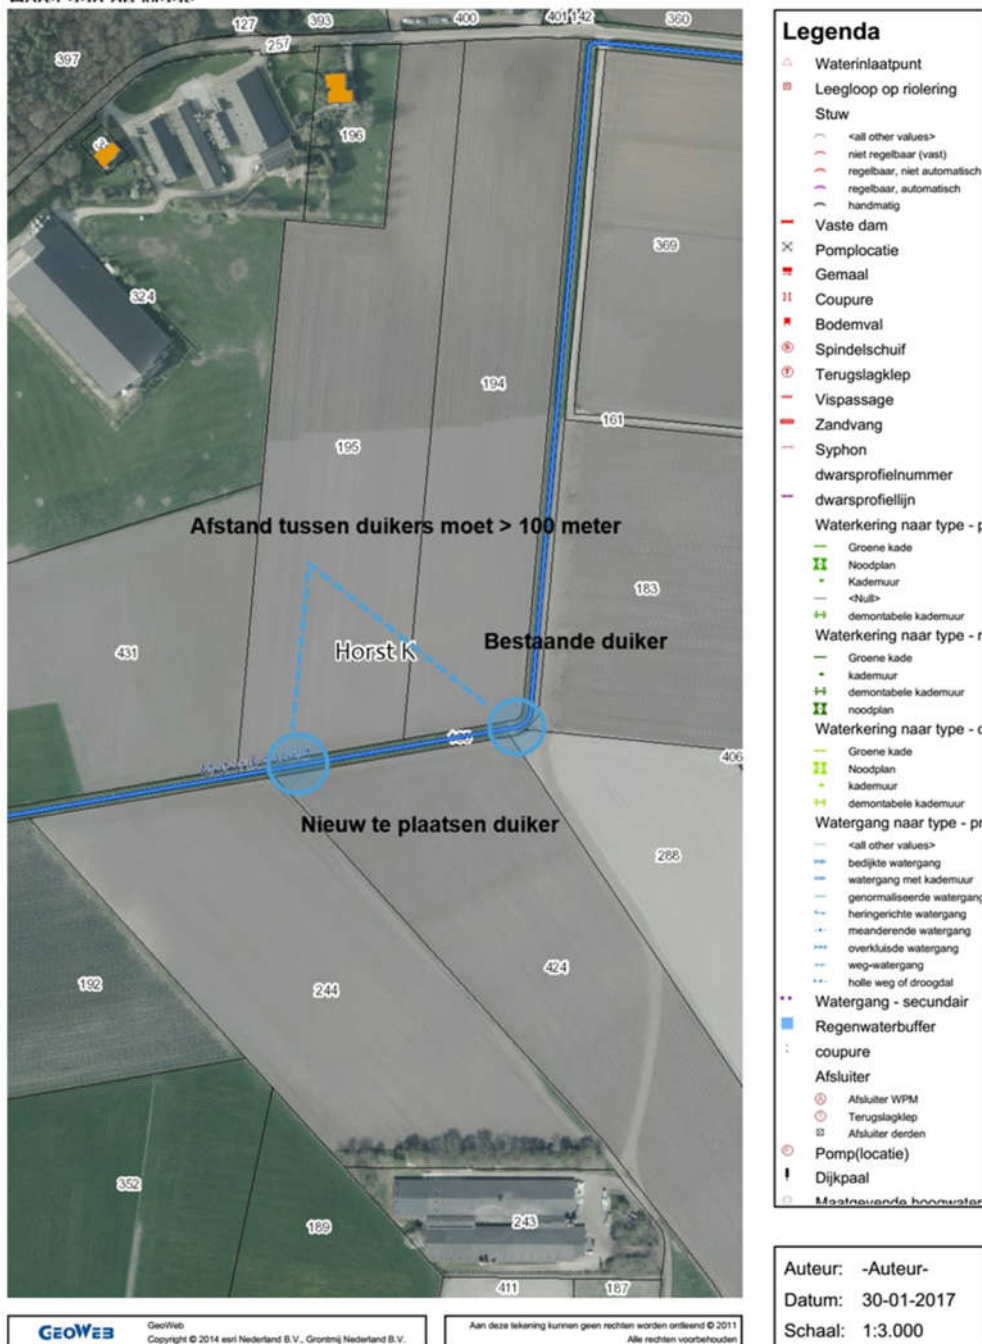 127
393
400
401
142
360
397
257
196
369
324
194
161
195
Afstand tussen duikers moet > 100 meter
183
431
Horst K
Bestaande duiker
406
Nieuw te plaatsen duiker
288
424
192
244
352
189
243
411
187
GEOWEB
GeoWeb
Copyright © 2014 esri Nederland B.V., Grontmij Nederland B.V.
Aan deze tekening kunnen geen rechten worden ontleend © 2011
Alle rechten voorbehouden
Legenda
Waterinlaatpunt
Leegloop op riolering
Stuw
<all other values>
niet regelbaar (vast)
regelbaar, niet automatisch
regelbaar, automatisch
handmatig
Vaste dam
Pomplocatie
Gemaal
Coupure
Bodemval
Spindelschuif
Terugslagklep
Vispassage
Zandvang
Syphon
dwarsprofielnummer
dwarsprofiellijn
Waterkering naar type - p
Groene kade
Noodplan
Kademuur
<Null>
demontabele kademuur
Waterkering naar type - r
Groene kade
kademuur
demontabele kademuur
noodplan
Waterkering naar type - o
Groene kade
Noodplan
kademuur
demontabele kademuur
Watergang naar type - pr
<all other values>
bedijkte watergang
watergang met kademuur
genormaliseerde watergang
heringerichte watergang
meanderende watergang
overkluisde watergang
weg-watergang
holle weg of droogdal
Watergang - secundair
Regenwaterbuffer
coupure
Afsluiter
Afsluiter WPM
Terugslagklep
Afsluiter derden
Pomp(locatie)
Dijkpaal
Maatgevende hoogwater
Auteur: -Auteur-
Datum: 30-01-2017
Schaal: 1:3.000